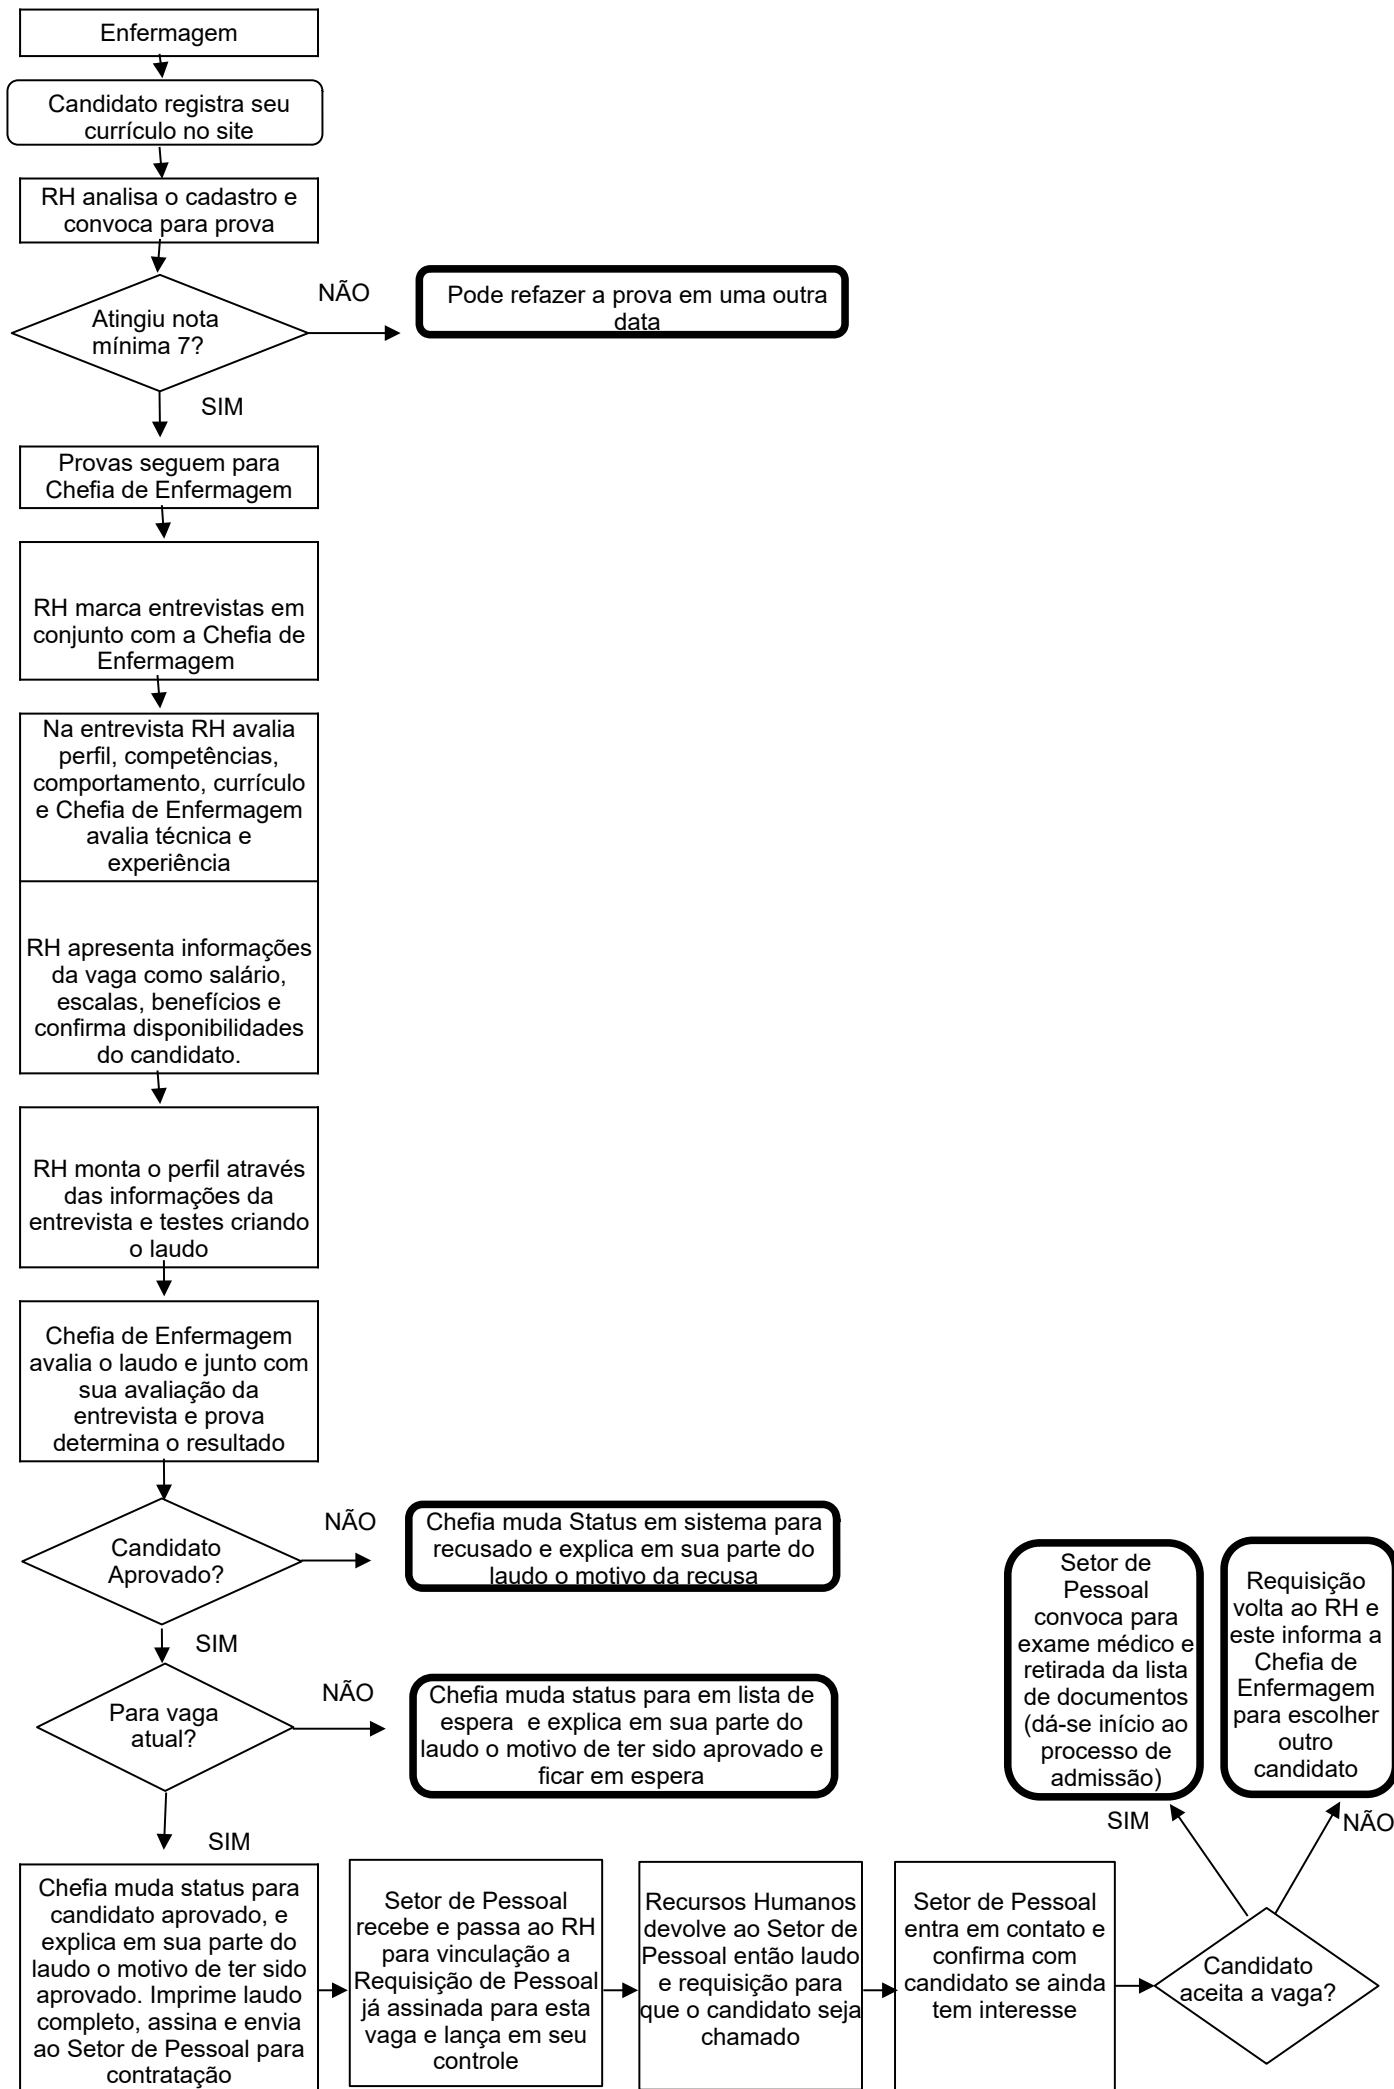 Enfermagem
Candidato registra seu
currículo no site
RH analisa o cadastro e
convoca para prova
Atingiu nota
mínima 7?
NÃO
Pode refazer a prova em uma outra
data
SIM
Provas seguem para
Chefia de Enfermagem
RH marca entrevistas em
conjunto com a Chefia de
Enfermagem
Na entrevista RH avalia
perfil, competências,
comportamento, currículo
e Chefia de Enfermagem
avalia técnica e
experiência
RH apresenta informações
da vaga como salário,
escalas, benefícios e
confirma disponibilidades
do candidato.
RH monta o perfil através
das informações da
entrevista e testes criando
o laudo
Chefia de Enfermagem
avalia o laudo e junto com
sua avaliação da
entrevista e prova
determina o resultado
Candidato
Aprovado?
NÃO
Chefia muda Status em sistema para
recusado e explica em sua parte do
laudo o motivo da recusa
SIM
Para vaga
atual?
NÃO
Chefia muda status para em lista de
espera e explica em sua parte do
laudo o motivo de ter sido aprovado e
ficar em espera
SIM
Chefia muda status para
candidato aprovado, e
explica em sua parte do
laudo o motivo de ter sido
aprovado. Imprime laudo
completo, assina e envia
ao Setor de Pessoal para
contratação
Setor de Pessoal
recebe e passa ao RH
para vinculação a
Requisição de Pessoal
já assinada para esta
vaga e lança em seu
controle
Recursos Humanos
devolve ao Setor de
Pessoal então laudo
e requisição para
que o candidato seja
chamado
Setor de Pessoal
entra em contato e
confirma com
candidato se ainda
tem interesse
Candidato
aceita a vaga?
SIM
Setor de
Pessoal
convoca para
exame médico e
retirada da lista
de documentos
(dá-se início ao
processo de
admissão)
NÃO
Requisição
volta ao RH e
este informa a
Chefia de
Enfermagem
para escolher
outro
candidato